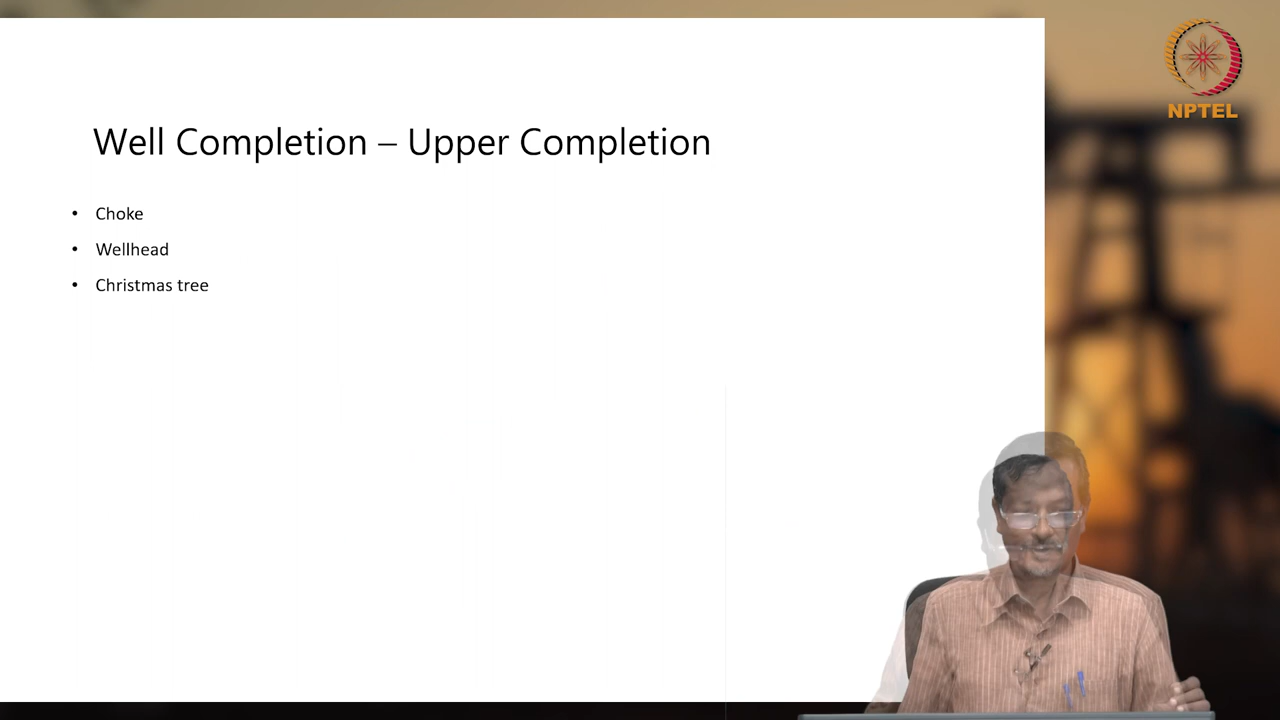 NPTEL
Well Completion – Upper Completion
• Choke
• Wellhead
• Christmas tree